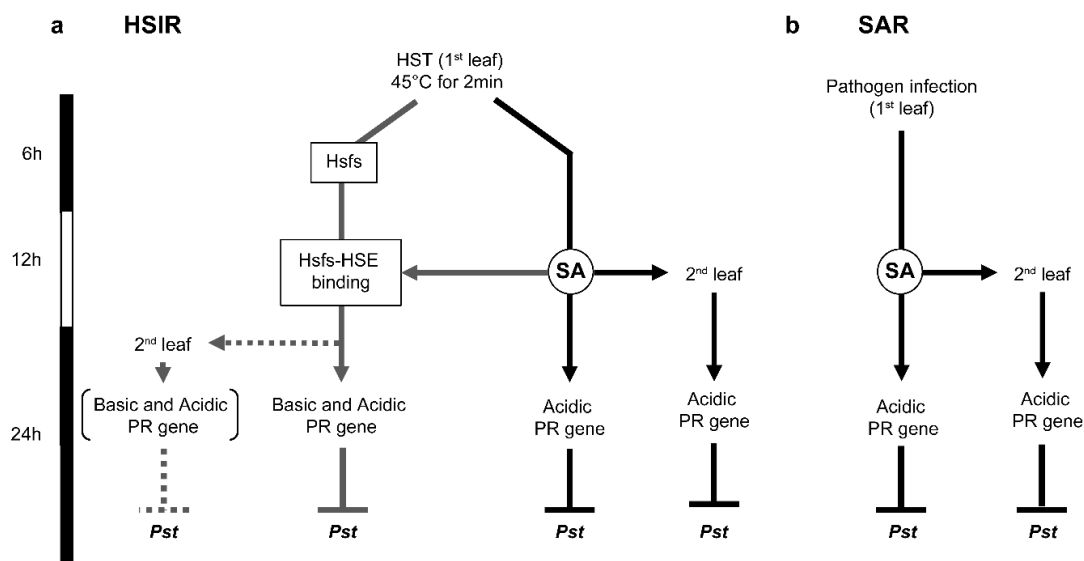 a HSIR
b SAR
HST (1st leaf)
45°C for 2min
Pathogen infection
(1st leaf)
6h
Hsfs
12h
Hsfs-HSE
binding
SA
2nd leaf
SA
2nd leaf
2nd leaf
24h
Basic and Acidic
PR gene
Basic and Acidic
PR gene
Acidic
PR gene
Acidic
PR gene
Acidic
PR gene
Acidic
PR gene
Pst
Pst
Pst
Pst
Pst
Pst